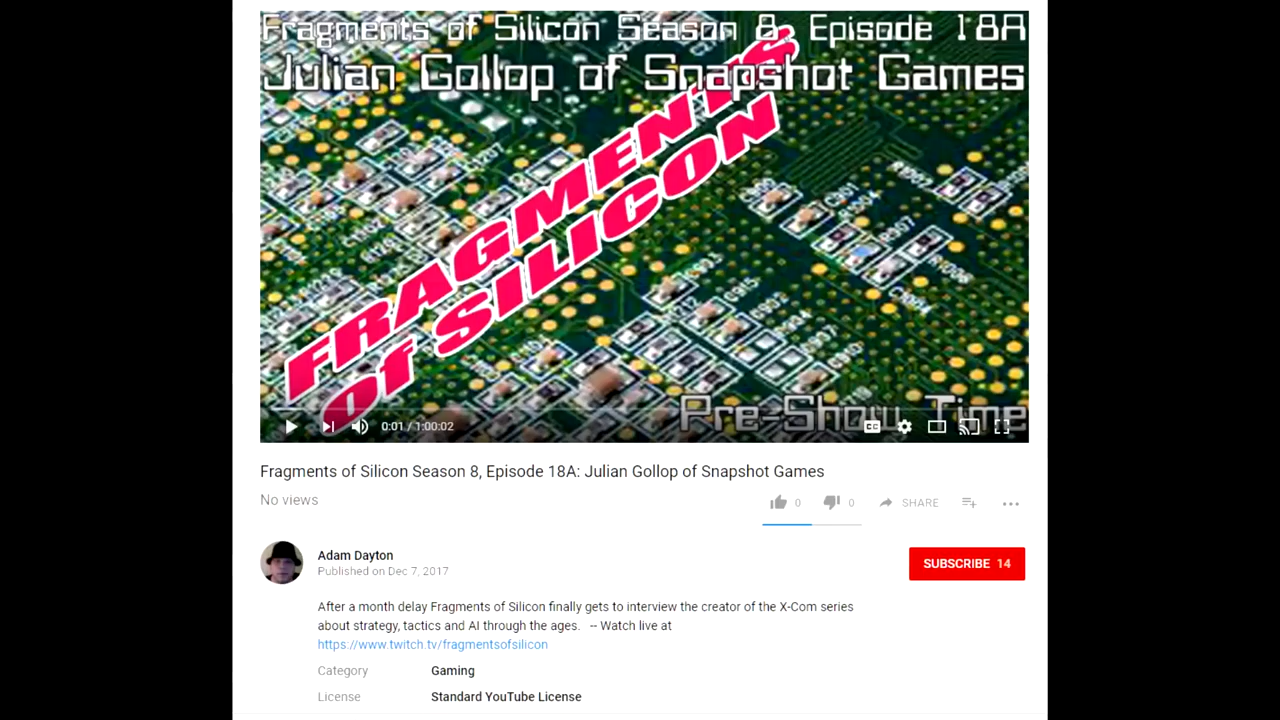 Fragments of Silicon Season 8, Episode 18A
Julian Gollop of Snapshot Games
FRAGMENTS
Of SILICON
Pre-Show Time
0:01 / 1:00:02
CC
Fragments of Silicon Season 8, Episode 18A: Julian Gollop of Snapshot Games
No views
0
0
SHARE
Adam Dayton
Published on Dec 7, 2017
SUBSCRIBE 14
After a month delay Fragments of Silicon finally gets to interview the creator of the X-Com series
about strategy, tactics and AI through the ages. -- Watch live at
https://www.twitch.tv/fragmentsofsilicon
Category Gaming
License Standard YouTube License